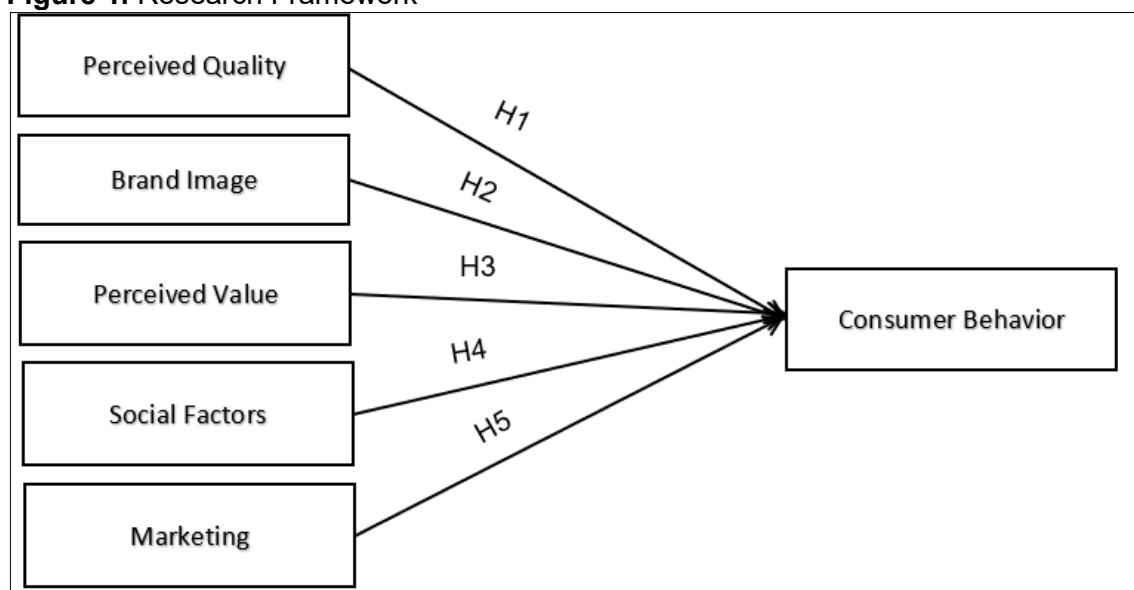 Figure 1. Research Framework
Perceived Quality
H1
Brand Image
H2
Perceived Value
H3
Consumer Behavior
H4
Social Factors
H5
Marketing